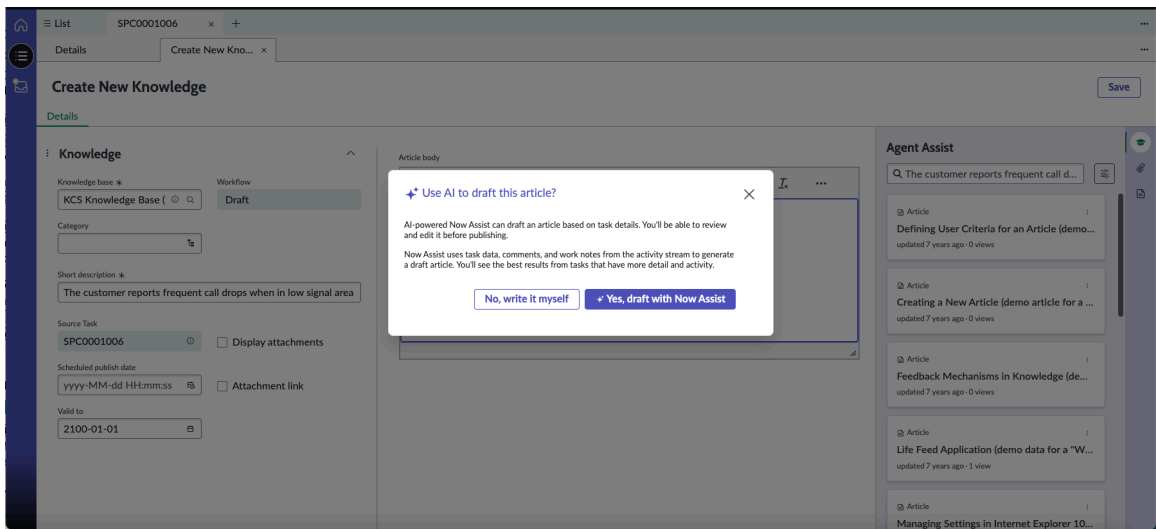 List
SPC0001006
Details
Create New Kno...
Create New Knowledge
Save
Details
Knowledge
Knowledge base *
Workflow
KCS Knowledge Base (
Draft
Category
Short description *
The customer reports frequent call drops when in low signal area
Source Task
SPC0001006
Display attachments
Scheduled publish date
yyyy-MM-dd HH:mm:ss
Attachment link
Valid to
2100-01-01
Article body
Use AI to draft this article?
AI-powered Now Assist can draft an article based on task details. You'll be able to review
and edit it before publishing.
Now Assist uses task data, comments, and work notes from the activity stream to generate
a draft article. You'll see the best results from tasks that have more detail and activity.
No, write it myself
Yes, draft with Now Assist
Agent Assist
The customer reports frequent call d...
Article
Defining User Criteria for an Article (demo...
updated 7 years ago · 0 views
Article
Creating a New Article (demo article for a ...
updated 7 years ago · 0 views
Article
Feedback Mechanisms in Knowledge (de...
updated 7 years ago · 0 views
Article
Life Feed Application (demo data for a "W...
updated 7 years ago · 1 view
Article
Managing Settings in Internet Explorer 10...